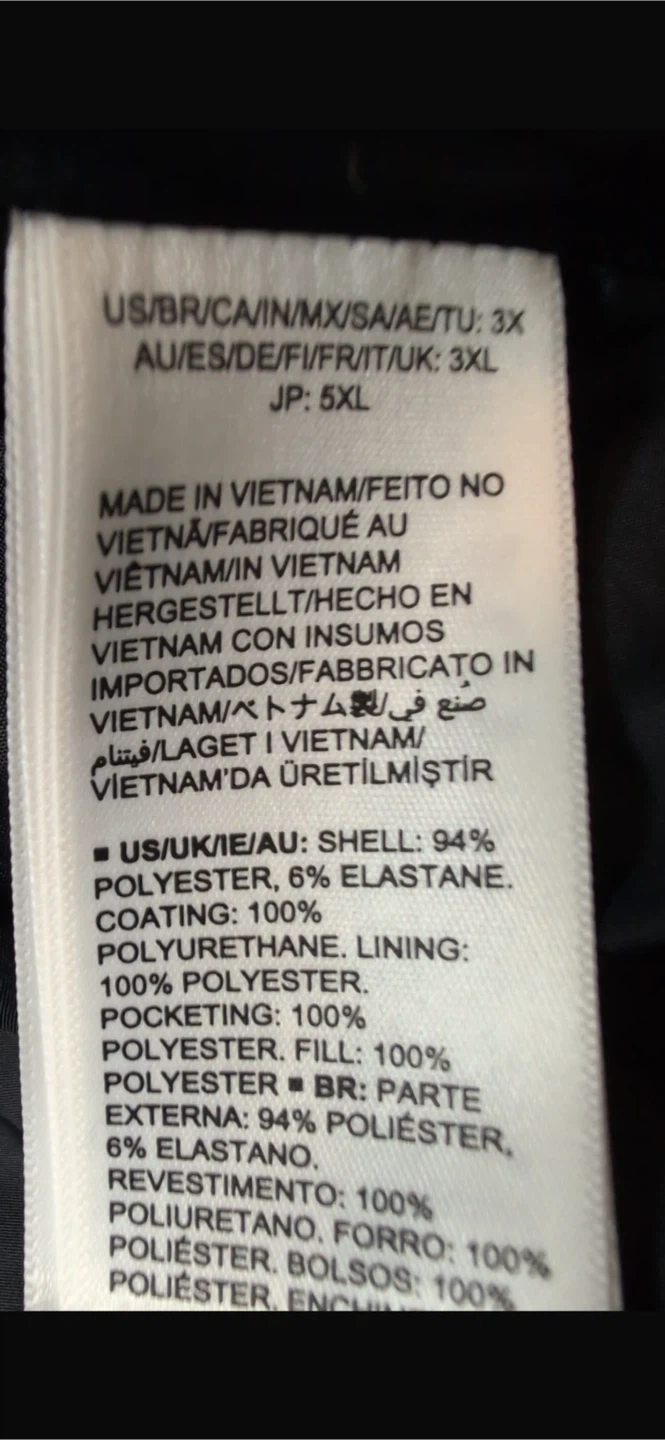 US/BR/CA/IN/MX/SA/AE/TU: 3X
AU/ES/DE/FI/FR/IT/UK: 3XL
JP: 5XL
MADE IN VIETNAM/FEITO NO
VIETNÃ/FABRIQUÉ AU
VIÊTNAM/IN VIETNAM
HERGESTELLT/HECHO EN
VIETNAM CON INSUMOS
IMPORTADOS/FABBRICATO IN
VIETNAM/ベトナム製/صُنع في
فيتنام/LAGET I VIETNAM/
VİETNAM'DA ÜRETİLMİŞTİR
▪ US/UK/IE/AU: SHELL: 94%
POLYESTER, 6% ELASTANE.
COATING: 100%
POLYURETHANE. LINING:
100% POLYESTER.
POCKETING: 100%
POLYESTER. FILL: 100%
POLYESTER ▪ BR: PARTE
EXTERNA: 94% POLIÉSTER,
6% ELASTANO.
REVESTIMENTO: 100%
POLIURETANO. FORRO: 100%
POLIÉSTER. BOLSOS: 100%
POLIÉSTER.